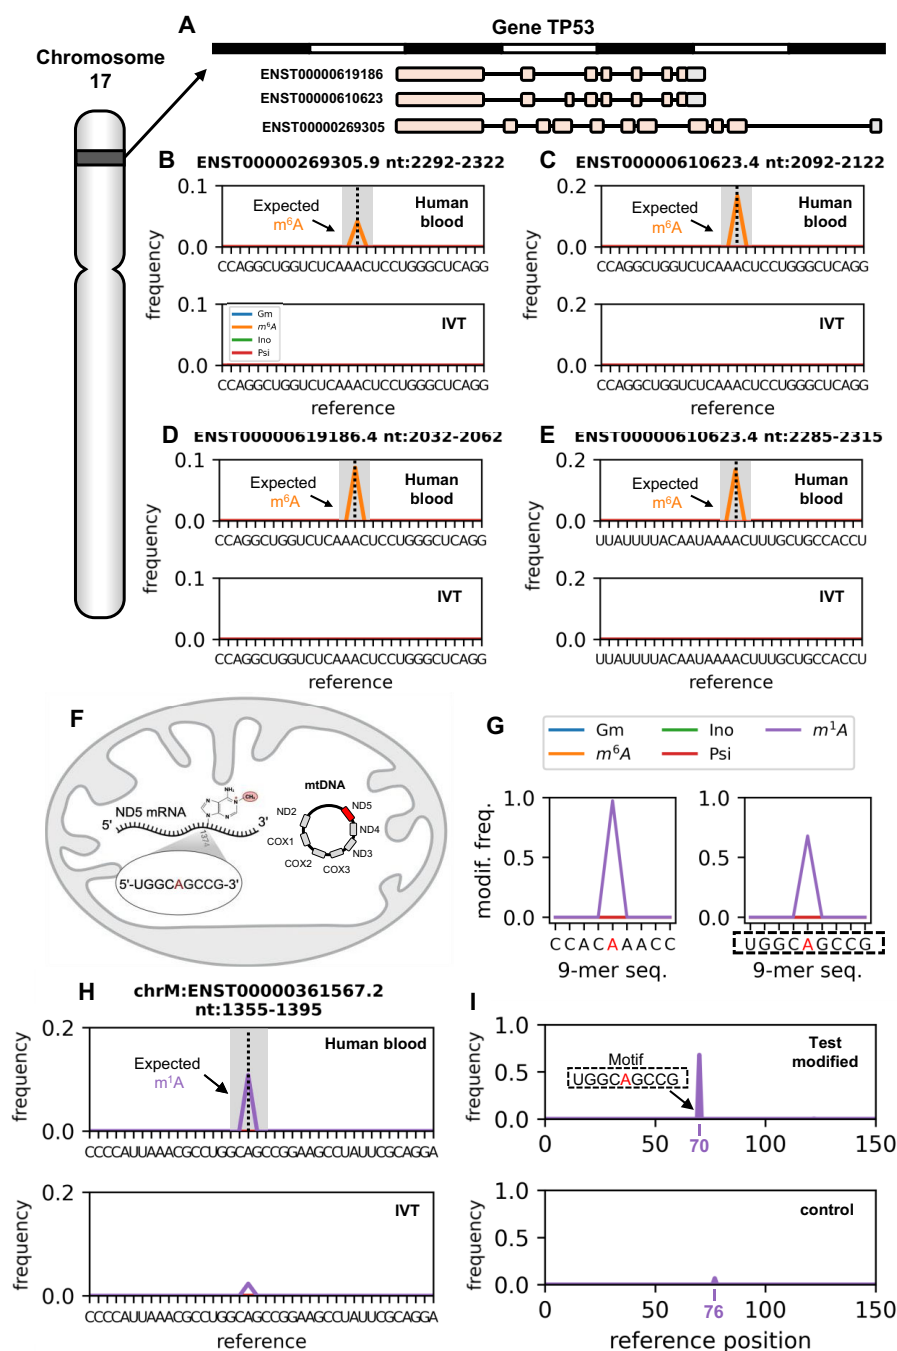 A
Gene TP53
Chromosome
17
ENST00000619186
ENST00000610623
ENST00000269305
B
ENST00000269305.9 nt:2292-2322
frequency
0.1
0.0
Expected
m⁶A
Human
blood
CCAGGCUGGUCUCAAACUCCUGGGCUCAGG
0.1
0.0
Gm
m⁶A
Ino
Psi
IVT
CCAGGCUGGUCUCAAACUCCUGGGCUCAGG
reference
C
ENST00000610623.4 nt:2092-2122
frequency
0.2
0.0
Expected
m⁶A
Human
blood
CCAGGCUGGUCUCAAACUCCUGGGCUCAGG
0.2
0.0
IVT
CCAGGCUGGUCUCAAACUCCUGGGCUCAGG
reference
D
ENST00000619186.4 nt:2032-2062
frequency
0.1
0.0
Expected
m⁶A
Human
blood
CCAGGCUGGUCUCAAACUCCUGGGCUCAGG
0.1
0.0
IVT
CCAGGCUGGUCUCAAACUCCUGGGCUCAGG
reference
E
ENST00000610623.4 nt:2285-2315
frequency
0.2
0.0
Expected
m⁶A
Human
blood
UUAUUUUACAAUAAAACUUUGCUGCCACCU
0.2
0.0
IVT
UUAUUUUACAAUAAAACUUUGCUGCCACCU
reference
F
ND5 mRNA
5'
3'
NH₂
N
CH₃
1374
5'-UGGCAGCCG-3'
mtDNA
ND2
ND5
COX1
ND4
COX2
ND3
COX3
G
Gm
Ino
m¹A
m⁶A
Psi
modif. freq.
1.0
0.5
0.0
CCACAAACC
9-mer seq.
1.0
0.5
0.0
UGGCAGCCG
9-mer seq.
H
chrM:ENST00000361567.2
nt:1355-1395
frequency
0.2
0.0
Expected
m¹A
Human blood
CCCCAUUAAACGCCUGGCAGCCGGAAGCCUAUUCGCAGGA
frequency
0.2
0.0
IVT
CCCCAUUAAACGCCUGGCAGCCGGAAGCCUAUUCGCAGGA
reference
I
frequency
1.0
0.5
0.0
Motif
UGGCAGCCG
Test
modified
0 50 100 150
70
frequency
1.0
0.5
0.0
control
0 50 100 150
76
reference position